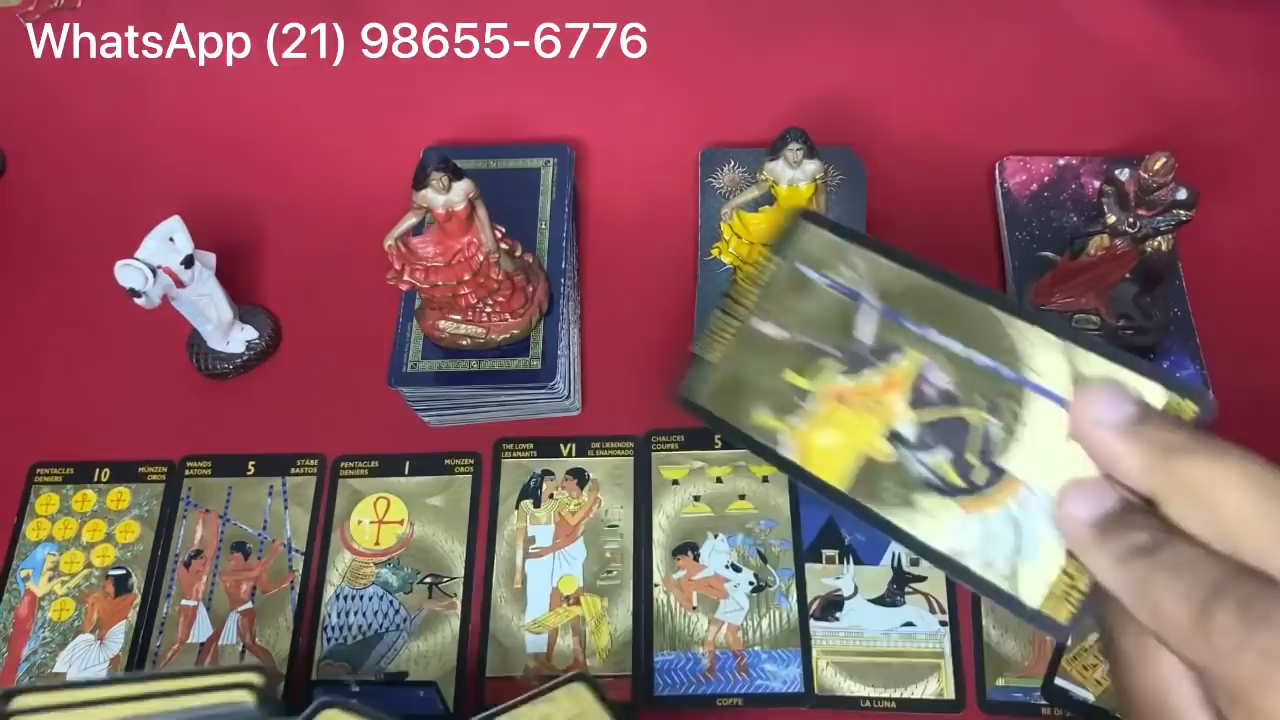 WhatsApp (21) 98655-6776
PENTACLES
DENIERS
10
MÜNZEN
OROS
WANDS
BATONS
5
STÄBE
BASTOS
PENTACLES
DENIERS
1
MÜNZEN
OROS
THE LOVER
LES AMANTS
VI
DIE LIEBENDEN
EL ENAMORADO
CHALICES
COUPES
5
COPPE
LA LUNA